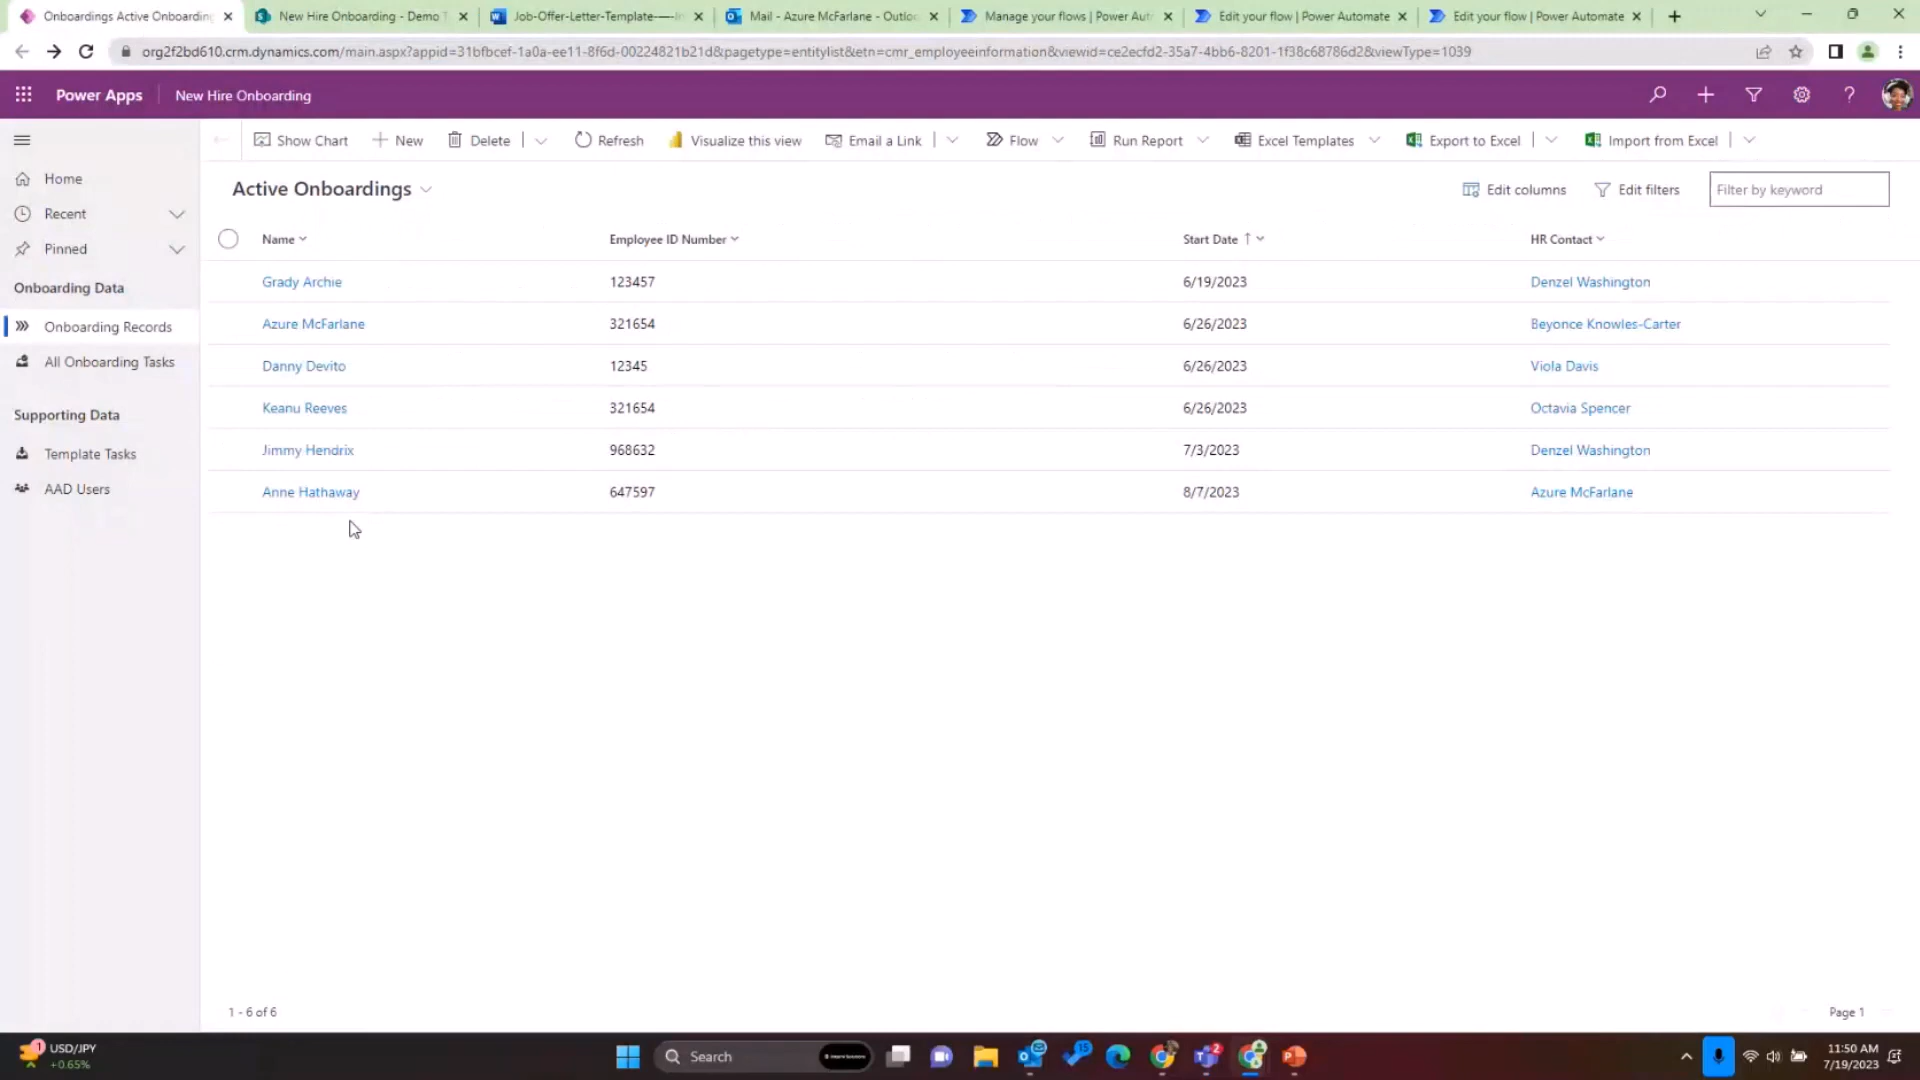 Onboardings Active Onboarding
New Hire Onboarding - Demo T
Job-Offer-Letter-Template-—-
Mail - Azure McFarlane - Outloo
Manage your flows | Power Aut
Edit your flow | Power Automate
Edit your flow | Power Automate
org2f2bd610.crm.dynamics.com/main.aspx?appid=31bfbcef-1a0a-ee11-8f6d-00224821b21d&pagetype=entitylist&etn=cmr_employeeinformation&viewid=ce2ecfd2-35a7-4bb6-8201-1f38c68786d2&viewType=1039
Power Apps
New Hire Onboarding
Show Chart
New
Delete
Refresh
Visualize this view
Email a Link
Flow
Run Report
Excel Templates
Export to Excel
Import from Excel
Home
Recent
Pinned
Onboarding Data
Onboarding Records
All Onboarding Tasks
Supporting Data
Template Tasks
AAD Users
Active Onboardings
Edit columns
Edit filters
Filter by keyword
Name Employee ID Number Start Date ↑ HR Contact
Grady Archie 123457 6/19/2023 Denzel Washington
Azure McFarlane 321654 6/26/2023 Beyonce Knowles-Carter
Danny Devito 12345 6/26/2023 Viola Davis
Keanu Reeves 321654 6/26/2023 Octavia Spencer
Jimmy Hendrix 968632 7/3/2023 Denzel Washington
Anne Hathaway 647597 8/7/2023 Azure McFarlane
1 - 6 of 6
Page 1
1
USD/JPY
+0.65%
Search
15
2
11:50 AM
7/19/2023